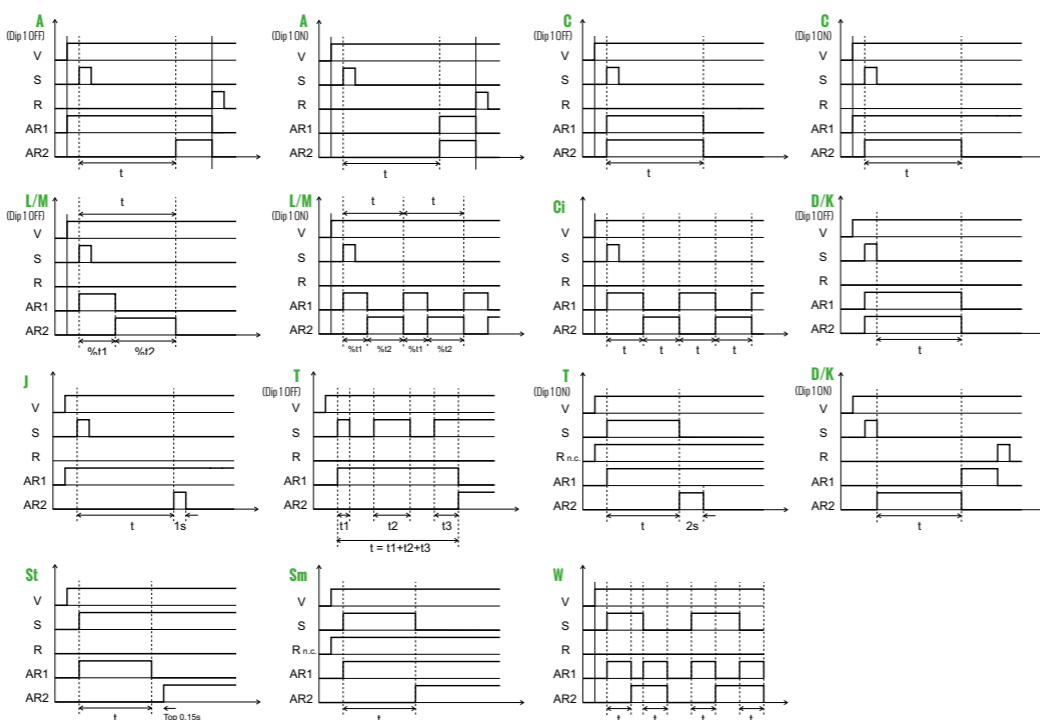 A
(Dip 1 OFF)
V
S
R
AR1
AR2
t
A
(Dip 1 ON)
V
S
R
AR1
AR2
t
C
(Dip 1 OFF)
V
S
R
AR1
AR2
t
C
(Dip 1 ON)
V
S
R
AR1
AR2
t
L/M
(Dip 1 OFF)
t
V
S
R
AR1
AR2
%t1 %t2
L/M
(Dip 1 ON)
t t
V
S
R
AR1
AR2
%t1 %t2 %t1 %t2
Ci
V
S
R
AR1
AR2
t t t t
D/K
(Dip 1 OFF)
V
S
R
AR1
AR2
t
J
V
S
R
AR1
AR2
t 1s
T
(Dip 1 OFF)
V
S
R
AR1
AR2
t1 t2 t3
t = t1+t2+t3
T
(Dip 1 ON)
V
S
R n.c.
AR1
AR2
t 2s
D/K
(Dip 1 ON)
V
S
R
AR1
AR2
t
St
V
S
R
AR1
AR2
t Top 0.15s
Sm
V
S
R n.c.
AR1
AR2
t
W
V
S
R
AR1
AR2
t t t t